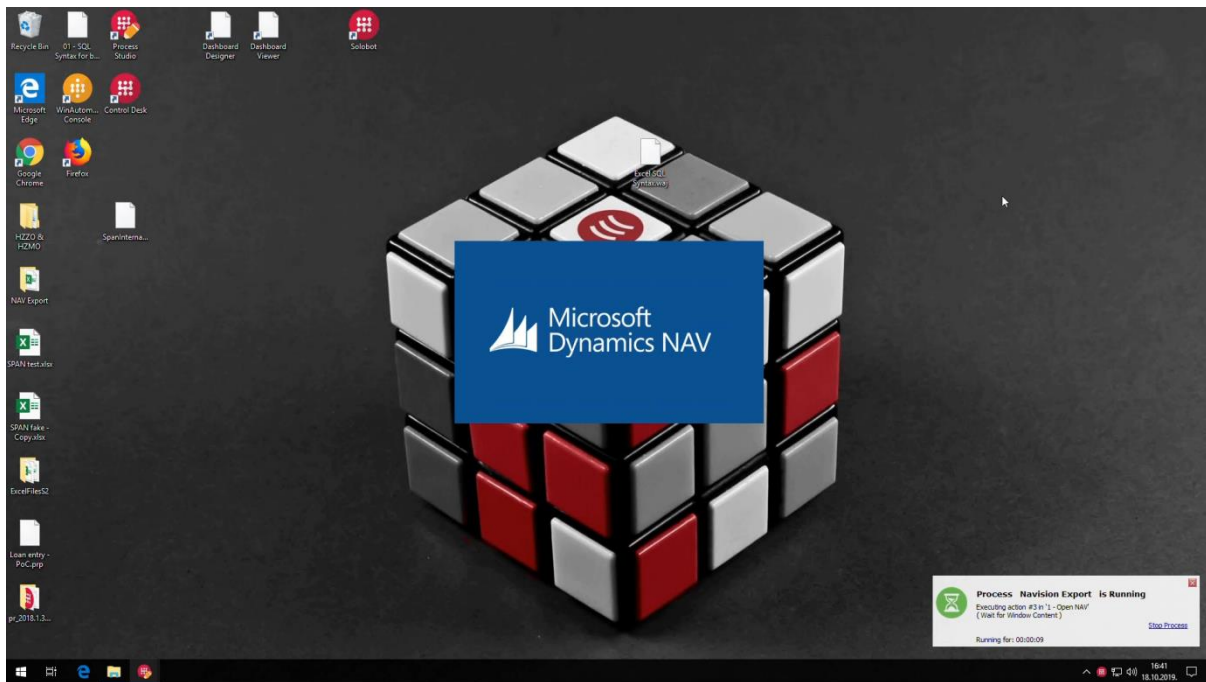 Recycle Bin
01 - SQL
Syntax for b...
Process
Studio
Dashboard
Designer
Dashboard
Viewer
Solobot
Microsoft
Edge
WinAutom...
Console
Control Desk
Google
Chrome
Firefox
Excel SQL
Syntax.waj
HZZO &
HZMO
SpanInterna...
NAV Export
Microsoft
Dynamics NAV
SPAN test.xlsx
SPAN fake -
Copy.xlsx
ExcelFilesS2
Loan entry -
PoC.prp
pr_2018.1.3...
Process Navision Export is Running
Executing action #3 in '1 - Open NAV'
( Wait for Window Content )
Stop Process
Running for: 00:00:09
16:41
18.10.2019.